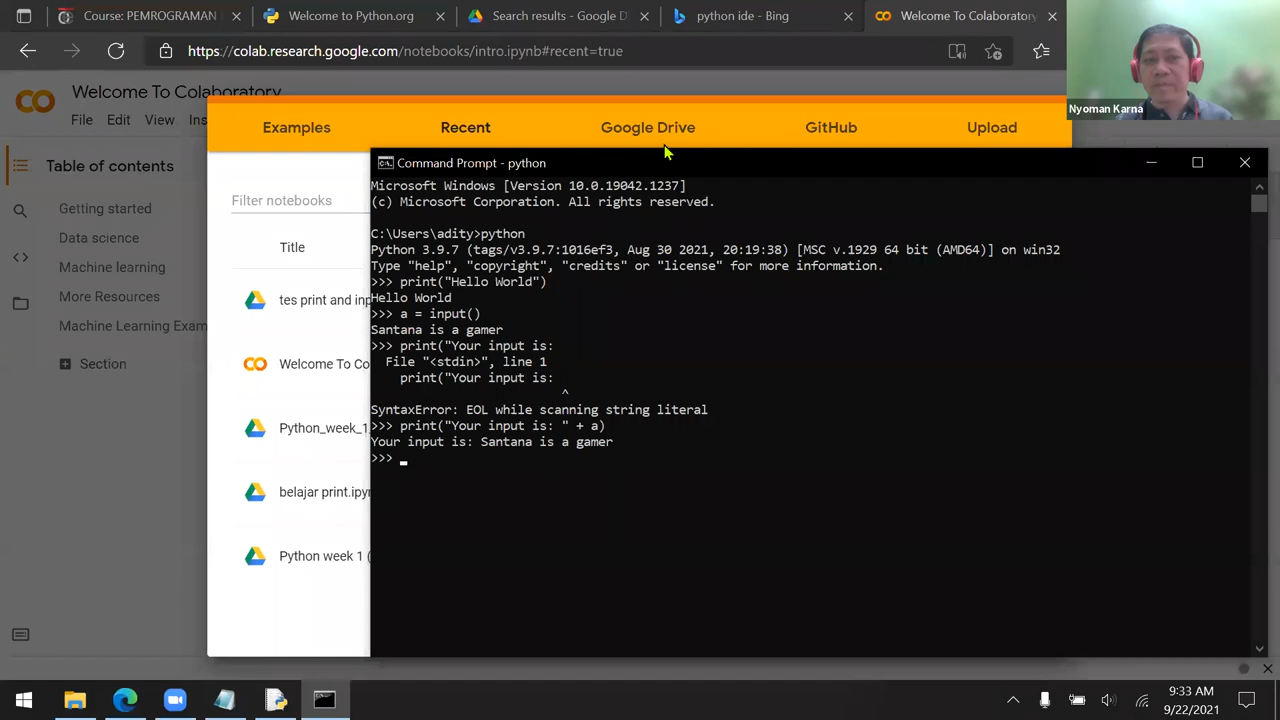 Course: PEMROGRAMAN
Welcome to Python.org
Search results - Google D
python ide - Bing
Welcome To Colaboratory
https://colab.research.google.com/notebooks/intro.ipynb#recent=true
Nyoman Karna
Welcome To Colaboratory
File Edit View Ins
Examples Recent Google Drive GitHub Upload
Table of contents
Getting started
Data science
Machine learning
More Resources
Machine Learning Exam
Section
Filter notebooks
Title
tes print and inp
Welcome To Co
Python_week_1
belajar print.ipyn
Python week 1 (
Command Prompt - python
Microsoft Windows [Version 10.0.19042.1237]
(c) Microsoft Corporation. All rights reserved.
C:\Users\adity>python
Python 3.9.7 (tags/v3.9.7:1016ef3, Aug 30 2021, 20:19:38) [MSC v.1929 64 bit (AMD64)] on win32
Type "help", "copyright", "credits" or "license" for more information.
>>> print("Hello World")
Hello World
>>> a = input()
Santana is a gamer
>>> print("Your input is:
  File "<stdin>", line 1
    print("Your input is:
                         ^
SyntaxError: EOL while scanning string literal
>>> print("Your input is: " + a)
Your input is: Santana is a gamer
>>> _
9:33 AM
9/22/2021